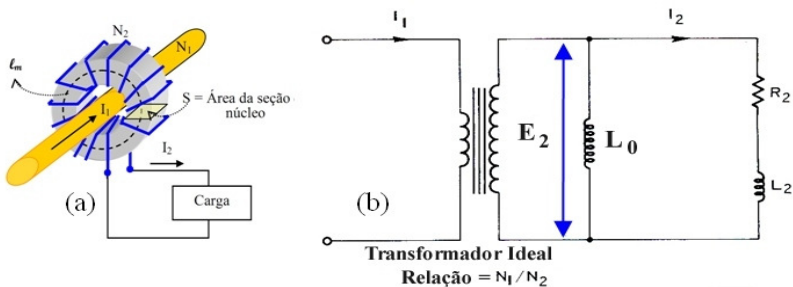 N₂
N₁
ℓₘ
I₁
S = Área da seção
núcleo
I₂
Carga
(a)
I₁
I₂
E₂
L₀
R₂
L₂
(b)
Transformador Ideal
Relação = N₁/N₂